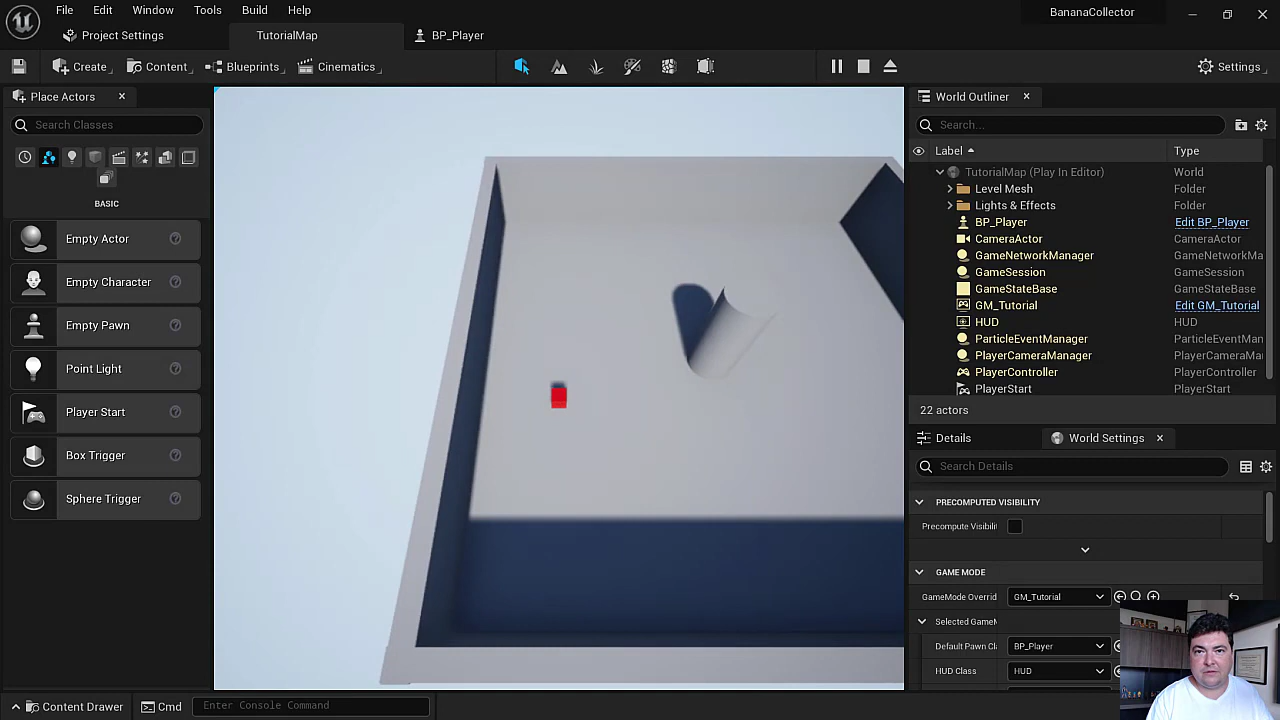 File Edit Window Tools Build Help
BananaCollector
Project Settings
TutorialMap
BP_Player
Create
Content
Blueprints
Cinematics
Settings
Place Actors
Search Classes
BASIC
Empty Actor
Empty Character
Empty Pawn
Point Light
Player Start
Box Trigger
Sphere Trigger
World Outliner
Search...
Label Type
TutorialMap (Play In Editor) World
Level Mesh Folder
Lights & Effects Folder
BP_Player Edit BP_Player
CameraActor CameraActor
GameNetworkManager GameNetworkMa
GameSession GameSession
GameStateBase GameStateBase
GM_Tutorial Edit GM_Tutorial
HUD HUD
ParticleEventManager ParticleEventMan
PlayerCameraManager PlayerCameraMa
PlayerController PlayerController
PlayerStart PlayerStart
22 actors
Details
World Settings
Search Details
PRECOMPUTED VISIBILITY
Precompute Visibilit
GAME MODE
GameMode Overrid GM_Tutorial
Selected GameM
Default Pawn Cl BP_Player
HUD Class HUD
Content Drawer
Cmd
Enter Console Command